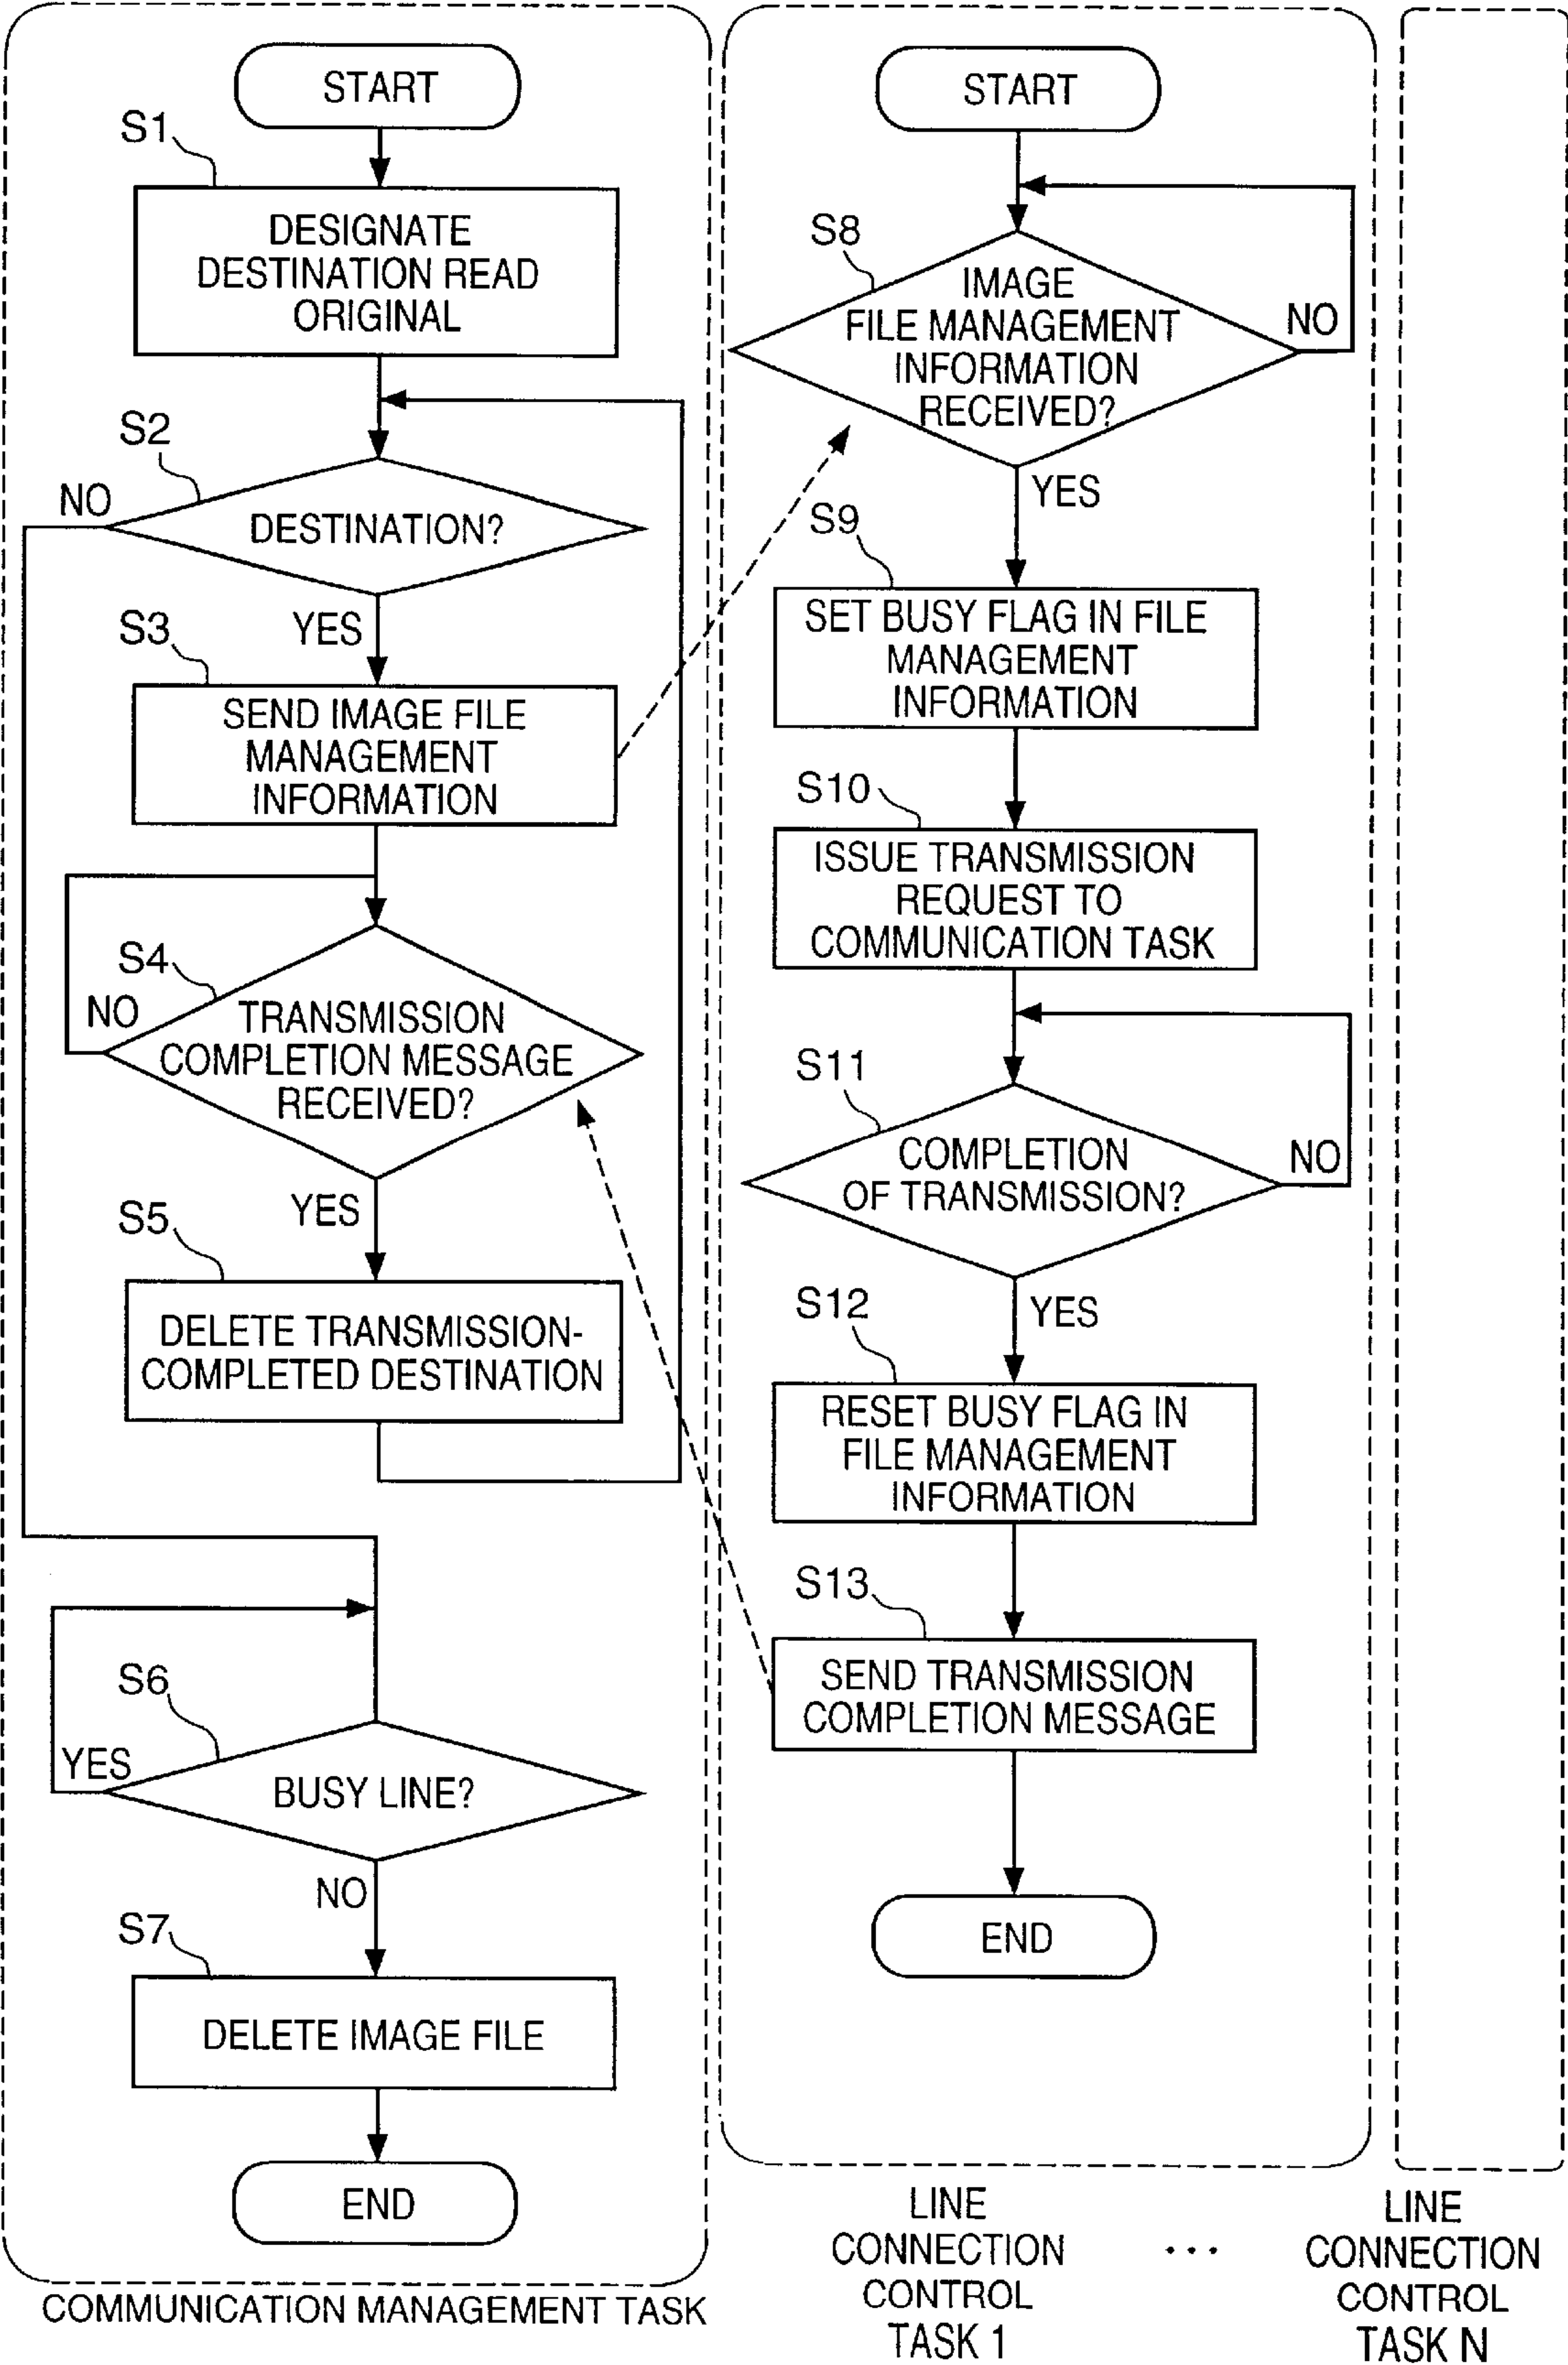 START
S1
DESIGNATE
DESTINATION READ
ORIGINAL
S2
NO
DESTINATION?
YES
S3
SEND IMAGE FILE
MANAGEMENT
INFORMATION
S4
NO
TRANSMISSION
COMPLETION MESSAGE
RECEIVED?
YES
S5
DELETE TRANSMISSION-
COMPLETED DESTINATION
S6
YES
BUSY LINE?
NO
S7
DELETE IMAGE FILE
END
COMMUNICATION MANAGEMENT TASK
START
S8
IMAGE
FILE MANAGEMENT
INFORMATION
RECEIVED?
NO
YES
S9
SET BUSY FLAG IN FILE
MANAGEMENT
INFORMATION
S10
ISSUE TRANSMISSION
REQUEST TO
COMMUNICATION TASK
S11
COMPLETION
OF TRANSMISSION?
NO
YES
S12
RESET BUSY FLAG IN
FILE MANAGEMENT
INFORMATION
S13
SEND TRANSMISSION
COMPLETION MESSAGE
END
LINE
CONNECTION
CONTROL
TASK 1
...
LINE
CONNECTION
CONTROL
TASK N